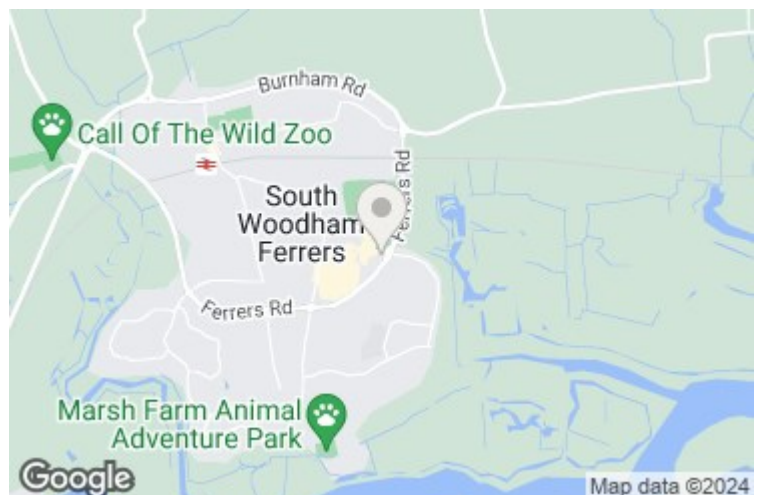 Burnham Rd
Call Of The Wild Zoo
Ferrers Rd
South
Woodham
Ferrers
Ferrers Rd
Marsh Farm Animal
Adventure Park
Google
Map data ©2024